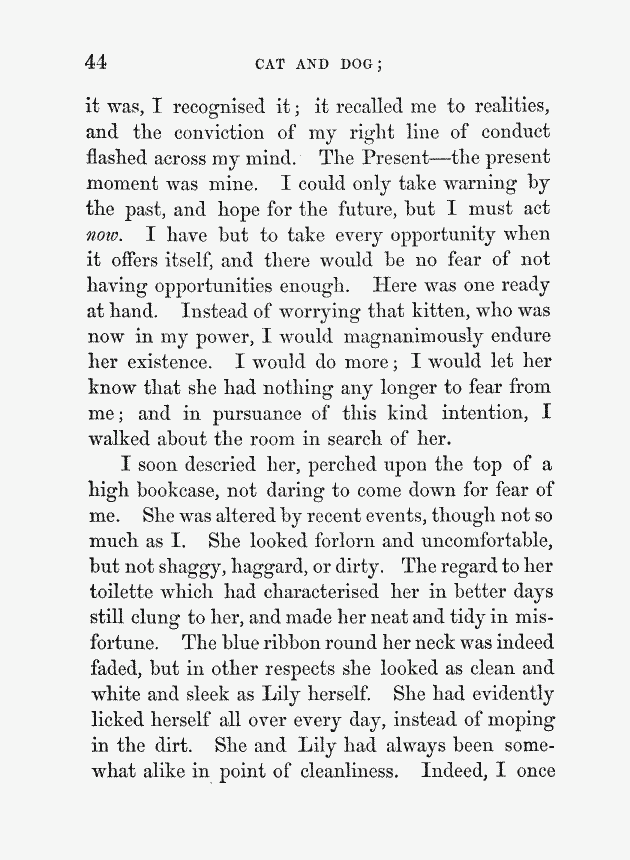 44
CAT AND DOG;
it was, I recognised it; it recalled me to realities,
and the conviction of my right line of conduct
flashed across my mind. The Present—the present
moment was mine. I could only take warning by
the past, and hope for the future, but I must act
now. I have but to take every opportunity when
it offers itself, and there would be no fear of not
having opportunities enough. Here was one ready
at hand. Instead of worrying that kitten, who was
now in my power, I would magnanimously endure
her existence. I would do more; I would let her
know that she had nothing any longer to fear from
me; and in pursuance of this kind intention, I
walked about the room in search of her.
I soon descried her, perched upon the top of a
high bookcase, not daring to come down for fear of
me. She was altered by recent events, though not so
much as I. She looked forlorn and uncomfortable,
but not shaggy, haggard, or dirty. The regard to her
toilette which had characterised her in better days
still clung to her, and made her neat and tidy in mis-
fortune. The blue ribbon round her neck was indeed
faded, but in other respects she looked as clean and
white and sleek as Lily herself. She had evidently
licked herself all over every day, instead of moping
in the dirt. She and Lily had always been some-
what alike in point of cleanliness. Indeed, I once